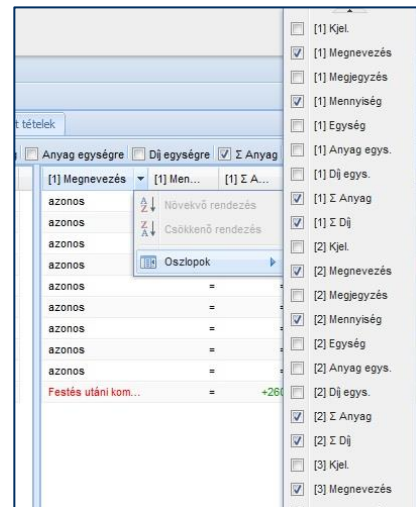 t tételek
Anyag egységre Díj egységre Σ Anyag
[1] Megnevezés [1] Men... [1] Σ A...
azonos
azonos
azonos
azonos
azonos =
azonos =
azonos =
azonos =
azonos =
Festés utáni kom... = +260
Növekvő rendezés
Csökkenő rendezés
Oszlopok
[1] Kjel.
[1] Megnevezés
[1] Megjegyzés
[1] Mennyiség
[1] Egység
[1] Anyag egys.
[1] Díj egys.
[1] Σ Anyag
[1] Σ Díj
[2] Kjel.
[2] Megnevezés
[2] Megjegyzés
[2] Mennyiség
[2] Egység
[2] Anyag egys.
[2] Díj egys.
[2] Σ Anyag
[2] Σ Díj
[3] Kjel.
[3] Megnevezés